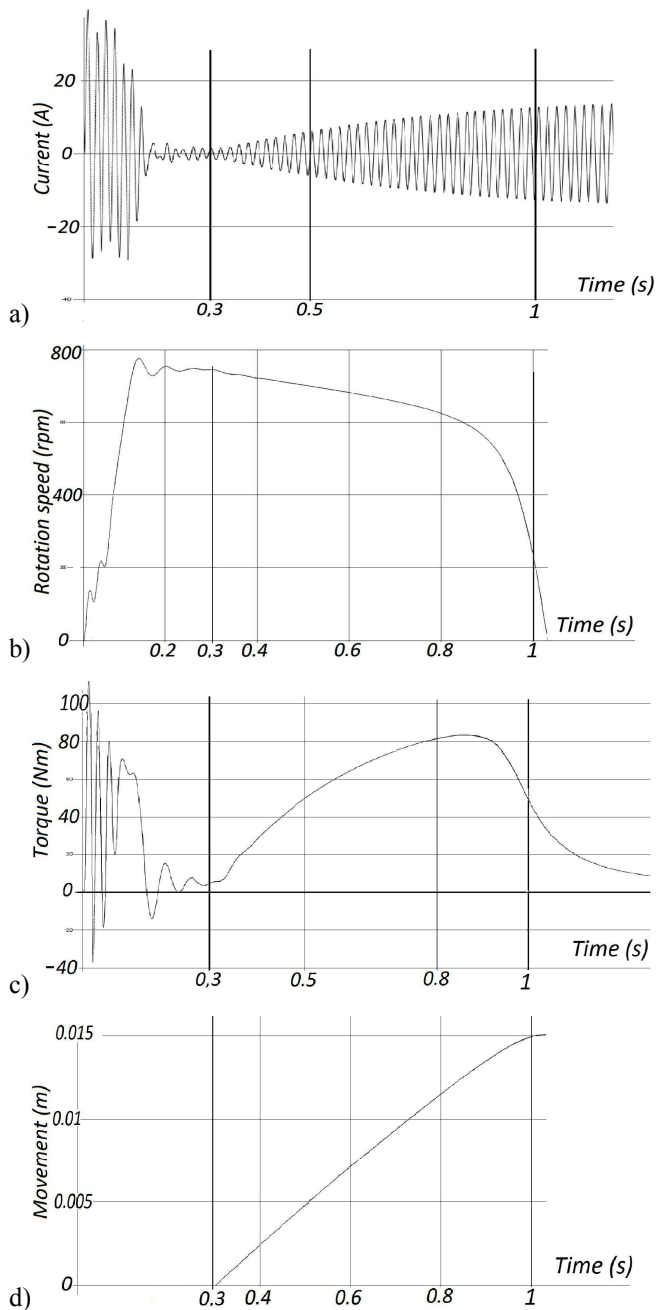 20
0
−20
Current (A)
Time (s)
0,3 0.5 1
a)
800
400
0
Rotation speed (rpm)
Time (s)
0.2 0.3 0.4 0.6 0.8 1
b)
100
80
40
0
−40
Torque (Nm)
Time (s)
0,3 0.5 0.8 1
c)
0.015
0.01
0.005
0
Movement (m)
Time (s)
0.3 0.4 0.6 0.8 1
d)